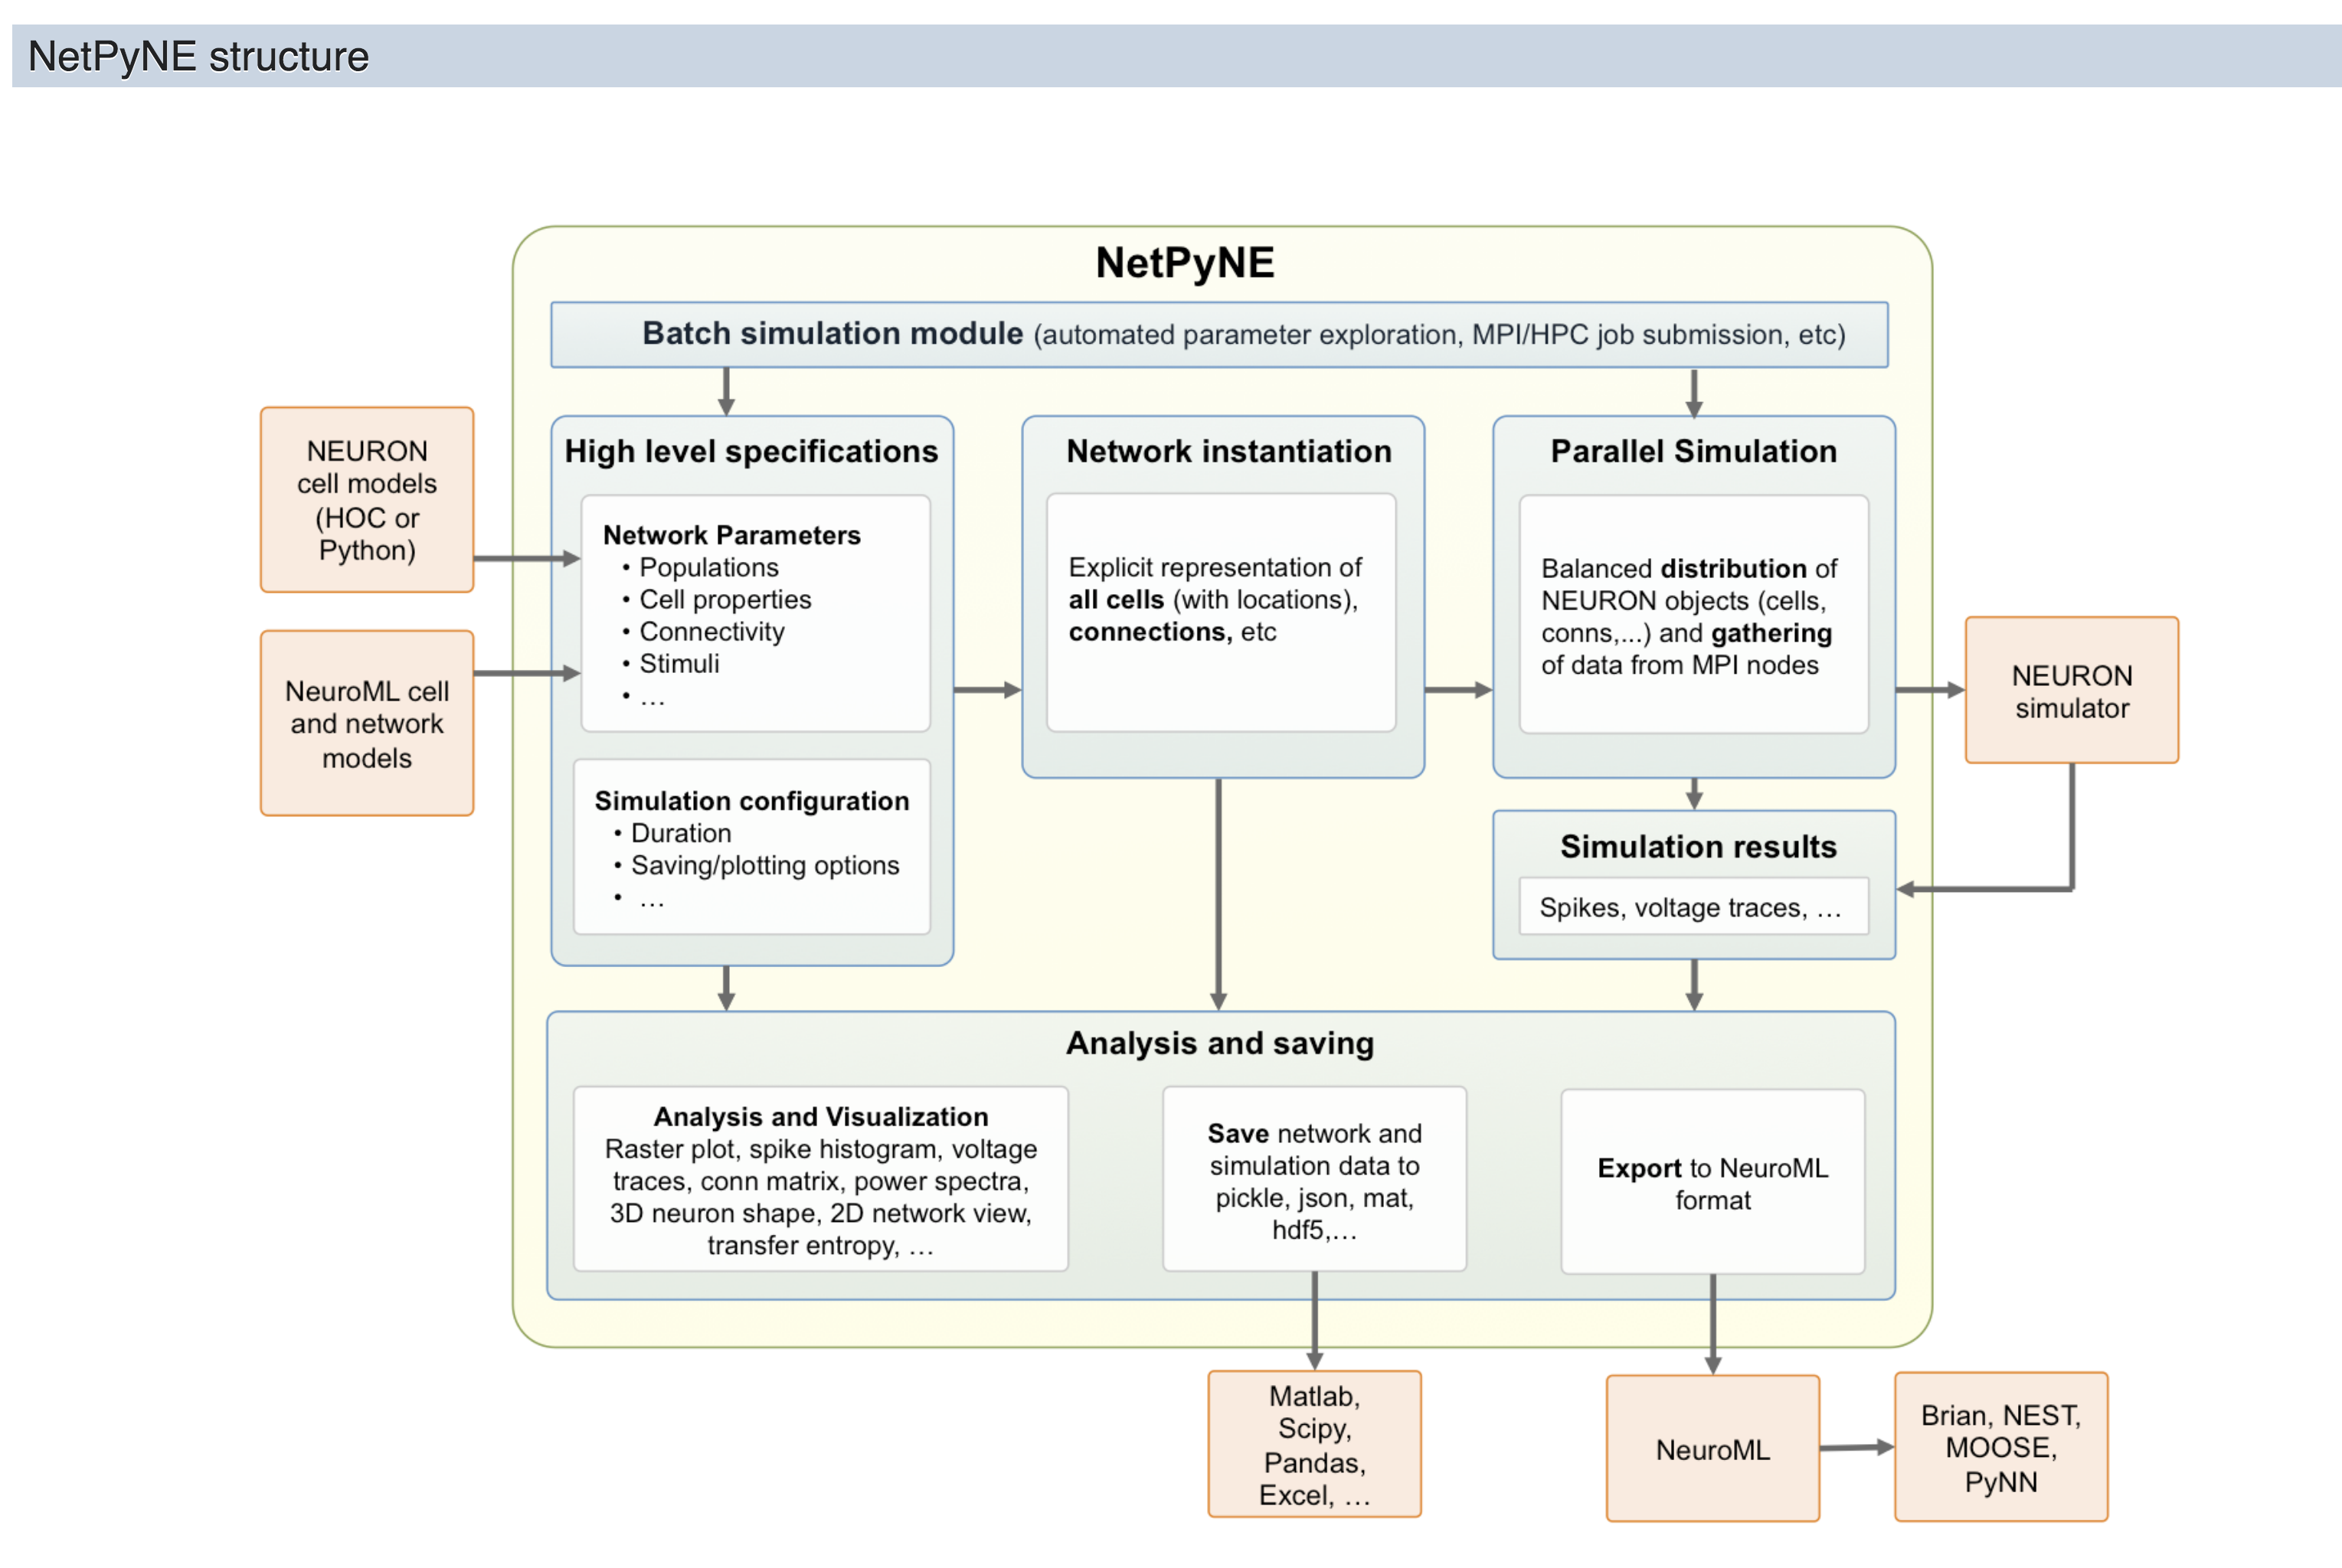 NetPyNE structure
NetPyNE
Batch simulation module (automated parameter exploration, MPI/HPC job submission, etc)
NEURON
cell models
(HOC or
Python)
NeuroML cell
and network
models
High level specifications
Network Parameters
• Populations
• Cell properties
• Connectivity
• Stimuli
• …
Simulation configuration
• Duration
• Saving/plotting options
• …
Network instantiation
Explicit representation of
all cells (with locations),
connections, etc
Parallel Simulation
Balanced distribution of
NEURON objects (cells,
conns,...) and gathering
of data from MPI nodes
NEURON
simulator
Simulation results
Spikes, voltage traces, …
Analysis and saving
Analysis and Visualization
Raster plot, spike histogram, voltage
traces, conn matrix, power spectra,
3D neuron shape, 2D network view,
transfer entropy, …
Save network and
simulation data to
pickle, json, mat,
hdf5,…
Export to NeuroML
format
Matlab,
Scipy,
Pandas,
Excel, …
NeuroML
Brian, NEST,
MOOSE,
PyNN